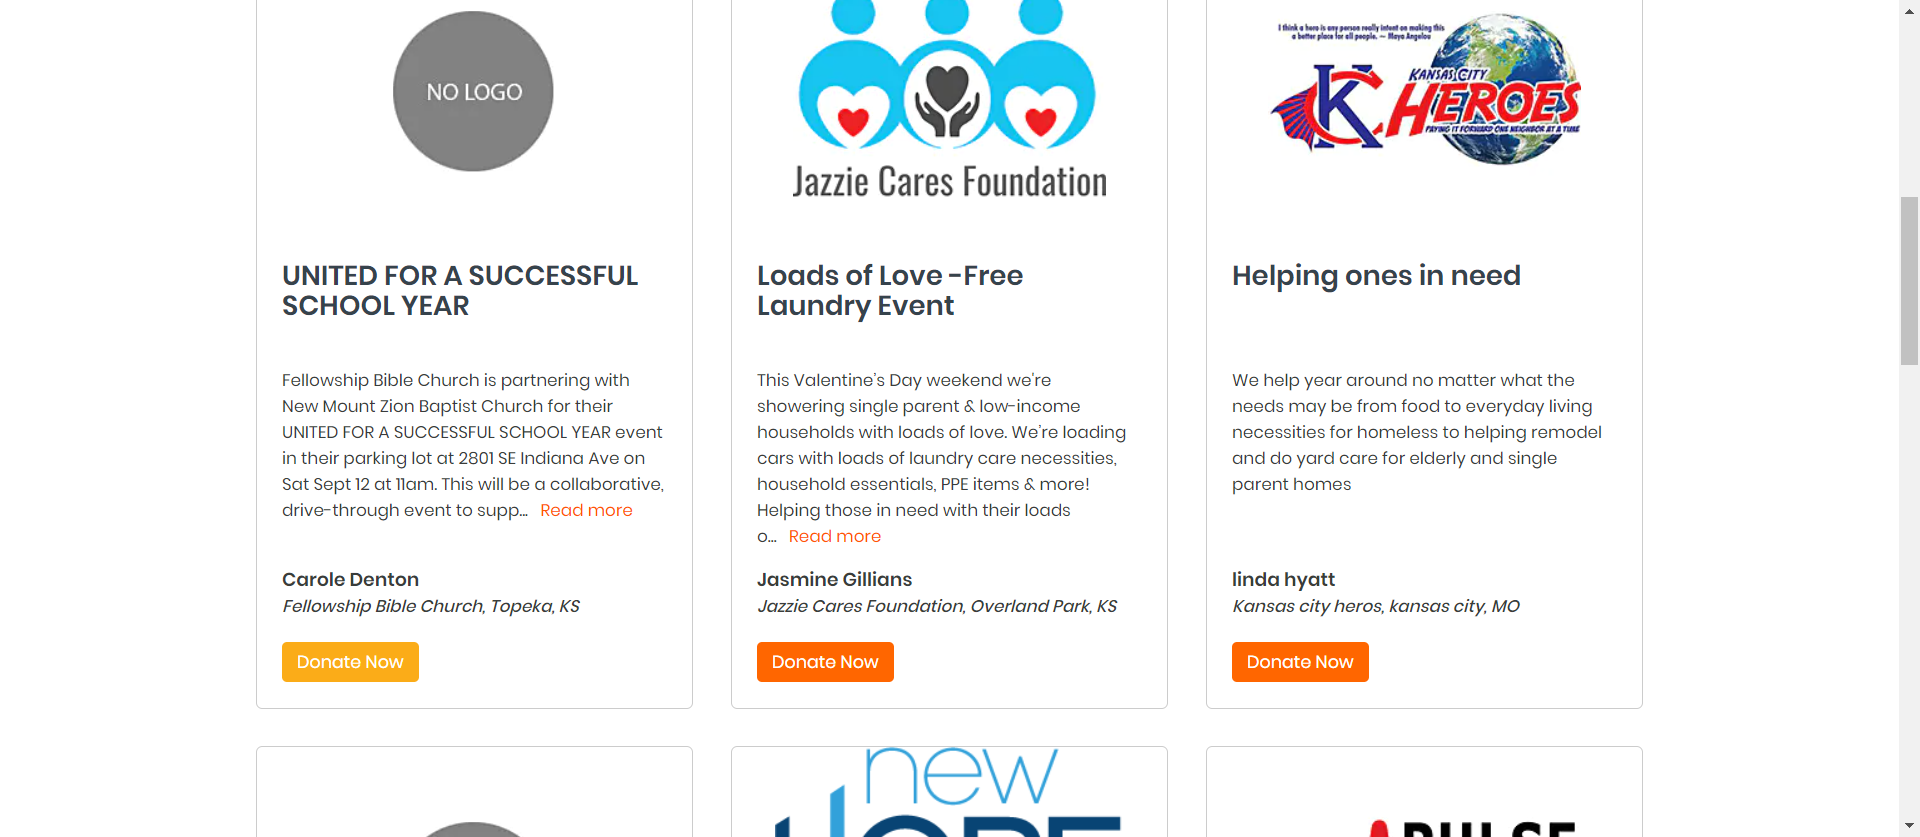 NO LOGO
Jazzie Cares Foundation
I think a hero is any person really intent on making this
a better place for all people. ~ Maya Angelou
KANSAS CITY
KC HEROES
PAYING IT FORWARD ONE NEIGHBOR AT A TIME
UNITED FOR A SUCCESSFUL
SCHOOL YEAR
Fellowship Bible Church is partnering with
New Mount Zion Baptist Church for their
UNITED FOR A SUCCESSFUL SCHOOL YEAR event
in their parking lot at 2801 SE Indiana Ave on
Sat Sept 12 at 11am. This will be a collaborative,
drive-through event to supp... Read more
Carole Denton
Fellowship Bible Church, Topeka, KS
Donate Now
Loads of Love -Free
Laundry Event
This Valentine's Day weekend we're
showering single parent & low-income
households with loads of love. We're loading
cars with loads of laundry care necessities,
household essentials, PPE items & more!
Helping those in need with their loads
o... Read more
Jasmine Gillians
Jazzie Cares Foundation, Overland Park, KS
Donate Now
Helping ones in need
We help year around no matter what the
needs may be from food to everyday living
necessities for homeless to helping remodel
and do yard care for elderly and single
parent homes
linda hyatt
Kansas city heros, kansas city, MO
Donate Now
new
HOPE
PULSE